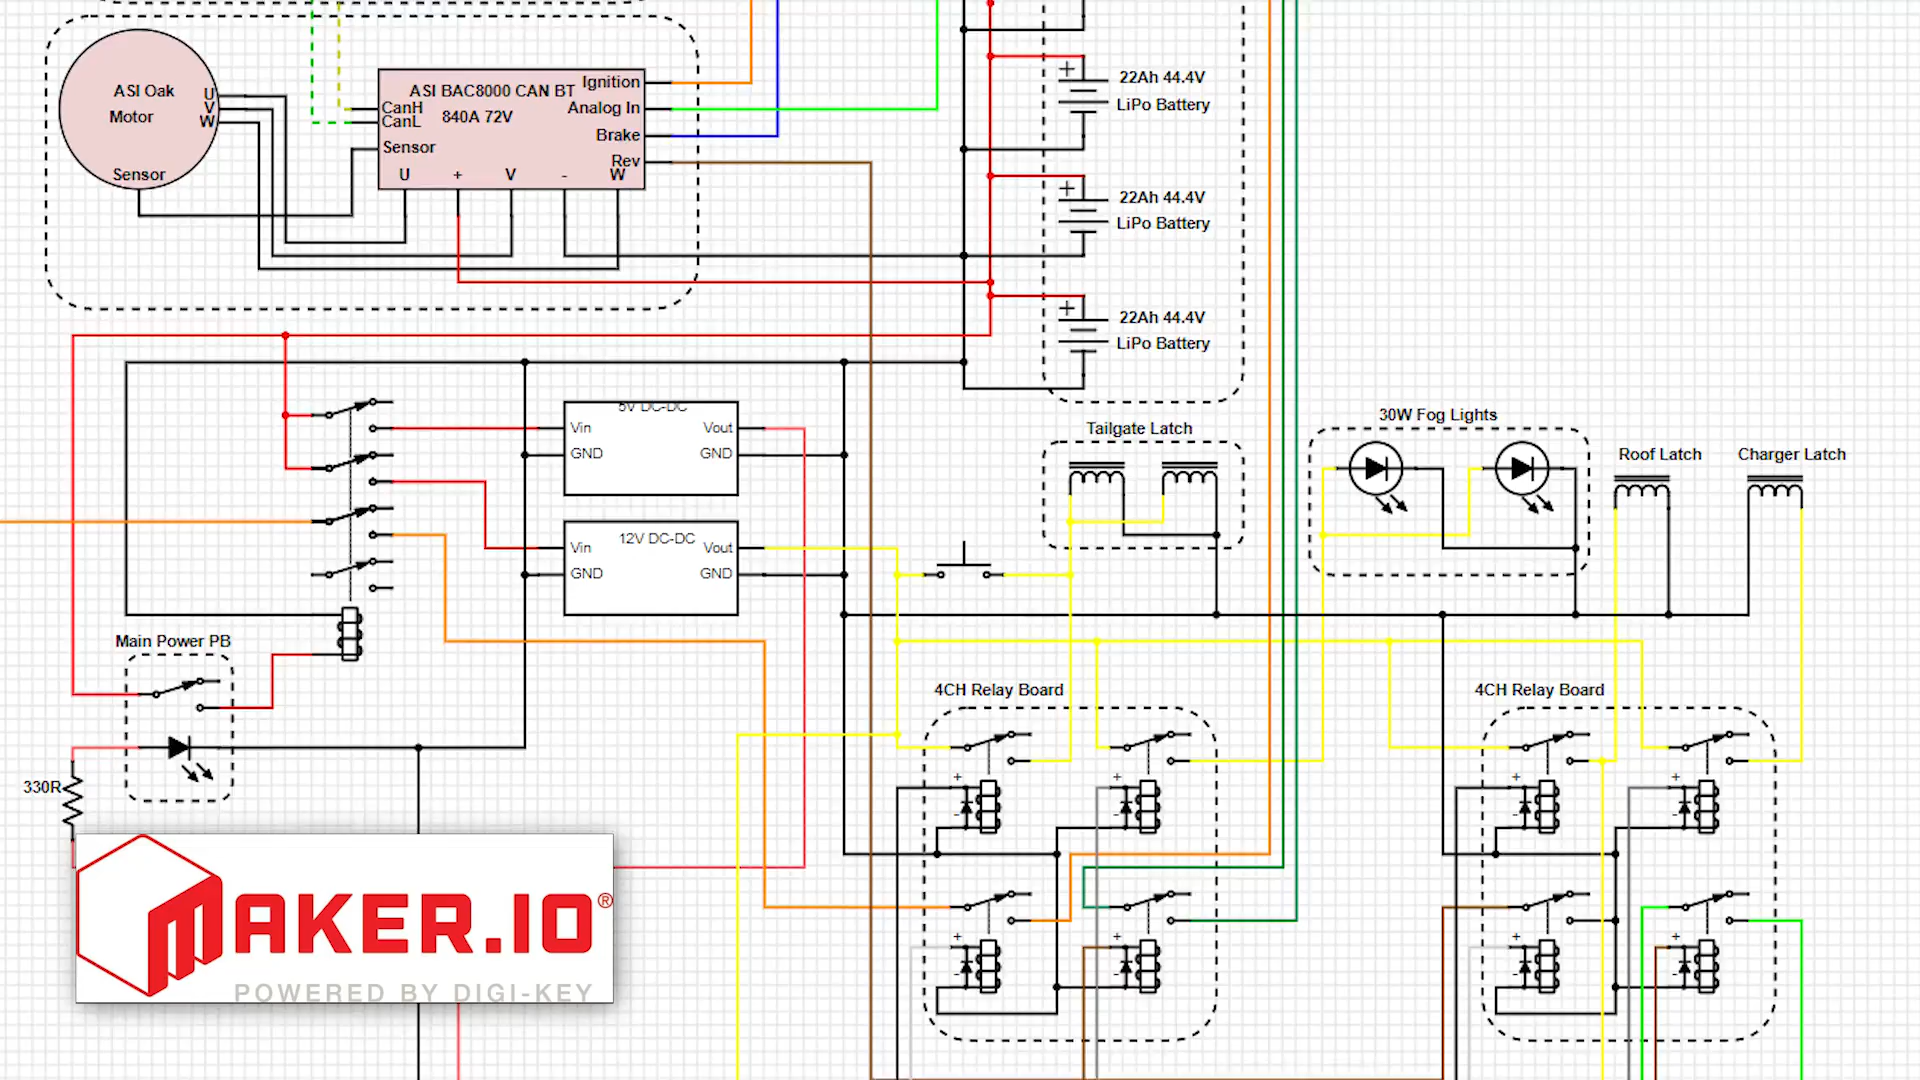 ASI Oak
Motor
U
V
W
Sensor
ASI BAC8000 CAN BT
840A 72V
CanH
CanL
Sensor
Ignition
Analog In
Brake
Rev
U + V - W
+
22Ah 44.4V
LiPo Battery
+
22Ah 44.4V
LiPo Battery
+
22Ah 44.4V
LiPo Battery
5V DC-DC
Vin
Vout
GND
GND
12V DC-DC
Vin
Vout
GND
GND
Tailgate Latch
30W Fog Lights
Roof Latch
Charger Latch
Main Power PB
330R
4CH Relay Board
+
-
+
-
+
-
+
-
4CH Relay Board
+
-
+
-
+
-
+
-
MAKER.IO®
POWERED BY DIGI-KEY